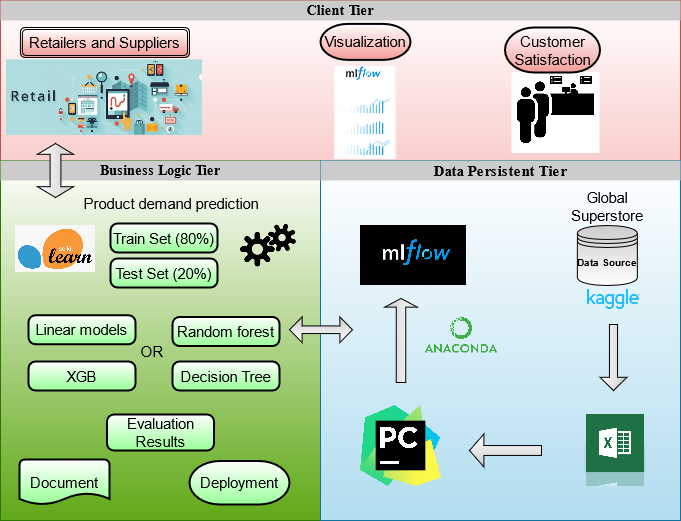 Client Tier
Retailers and Suppliers
Visualization
Customer
Satisfaction
Retail
mlflow
Business Logic Tier
Data Persistent Tier
Product demand prediction
Train Set (80%)
Test Set (20%)
scikit
learn
mlflow
Global
Superstore
Data Source
kaggle
Linear models
Random forest
OR
XGB
Decision Tree
ANACONDA
Evaluation
Results
PC
X
Document
Deployment